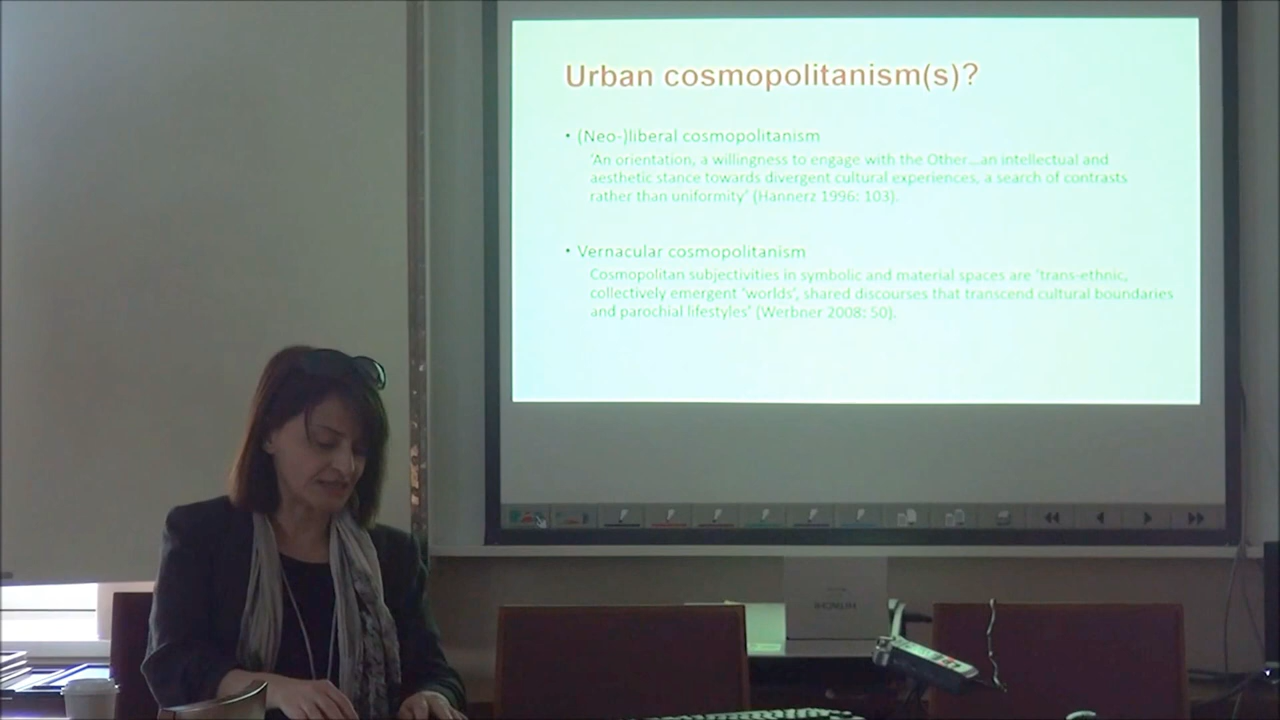 Urban cosmopolitanism(s)?
• (Neo-)liberal cosmopolitanism
'An orientation, a willingness to engage with the Other...an intellectual and
aesthetic stance towards divergent cultural experiences, a search of contrasts
rather than uniformity' (Hannerz 1996: 103).
• Vernacular cosmopolitanism
Cosmopolitan subjectivities in symbolic and material spaces are 'trans-ethnic,
collectively emergent 'worlds', shared discourses that transcend cultural boundaries
and parochial lifestyles' (Werbner 2008: 50).
HITACHI